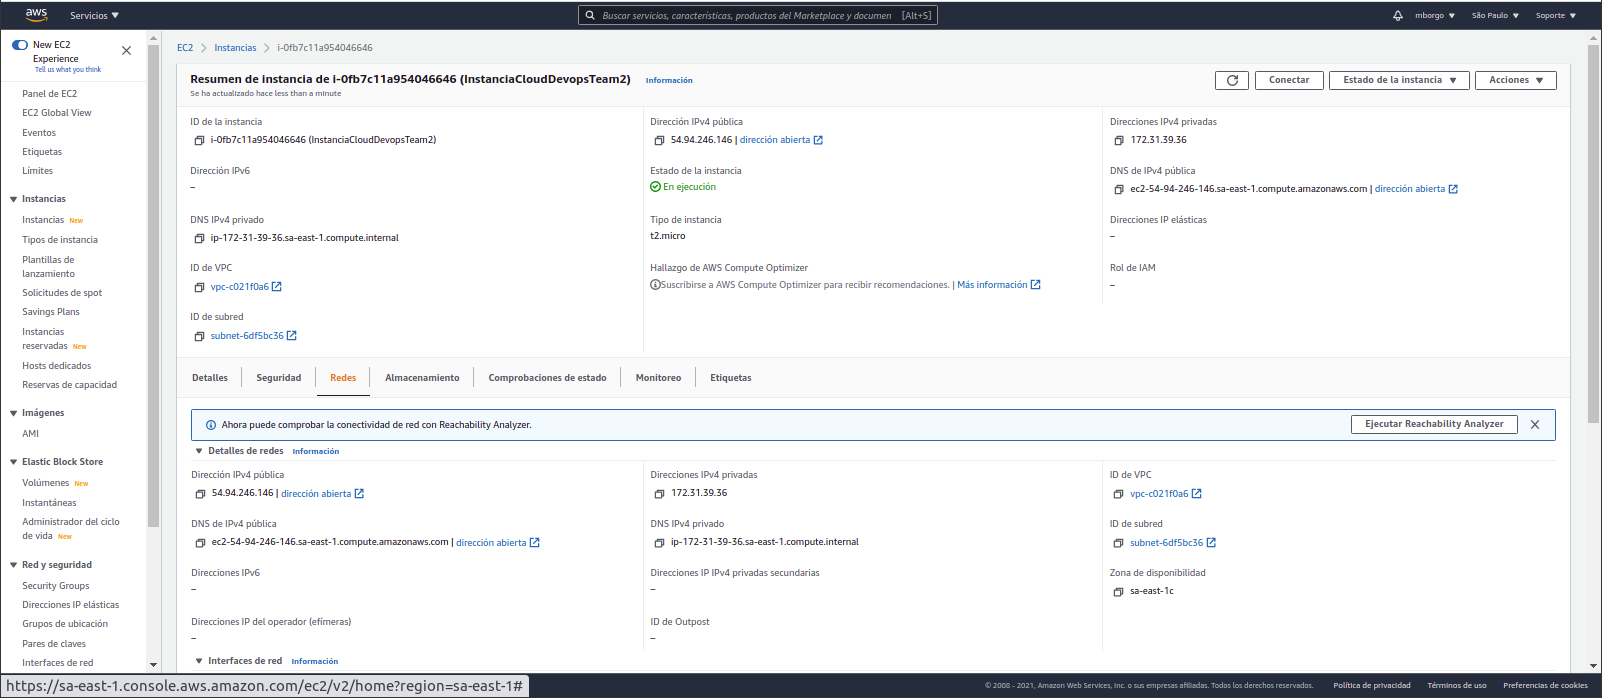 aws Servicios Buscar servicios, características, productos del Marketplace y documen [Alt+S] mborgo São Paulo Soporte
New EC2
Experience
Tell us what you think
Panel de EC2
EC2 Global View
Eventos
Etiquetas
Límites
Instancias
Instancias New
Tipos de instancia
Plantillas de
lanzamiento
Solicitudes de spot
Savings Plans
Instancias
reservadas New
Hosts dedicados
Reservas de capacidad
Imágenes
AMI
Elastic Block Store
Volúmenes New
Instantáneas
Administrador del ciclo
de vida New
Red y seguridad
Security Groups
Direcciones IP elásticas
Grupos de ubicación
Pares de claves
Interfaces de red
EC2 > Instancias > i-0fb7c11a954046646
Resumen de instancia de i-0fb7c11a954046646 (InstanciaCloudDevopsTeam2) Información
Se ha actualizado hace less than a minute
Conectar Estado de la instancia Acciones
ID de la instancia
i-0fb7c11a954046646 (InstanciaCloudDevopsTeam2)
Dirección IPv4 pública
54.94.246.146 | dirección abierta
Direcciones IPv4 privadas
172.31.39.36
Dirección IPv6
–
Estado de la instancia
En ejecución
DNS de IPv4 pública
ec2-54-94-246-146.sa-east-1.compute.amazonaws.com | dirección abierta
DNS IPv4 privado
ip-172-31-39-36.sa-east-1.compute.internal
Tipo de instancia
t2.micro
Direcciones IP elásticas
–
ID de VPC
vpc-c021f0a6
Hallazgo de AWS Compute Optimizer
Suscribirse a AWS Compute Optimizer para recibir recomendaciones. | Más información
Rol de IAM
–
ID de subred
subnet-6df5bc36
Detalles Seguridad Redes Almacenamiento Comprobaciones de estado Monitoreo Etiquetas
Ahora puede comprobar la conectividad de red con Reachability Analyzer. Ejecutar Reachability Analyzer
Detalles de redes Información
Dirección IPv4 pública
54.94.246.146 | dirección abierta
Direcciones IPv4 privadas
172.31.39.36
ID de VPC
vpc-c021f0a6
DNS de IPv4 pública
ec2-54-94-246-146.sa-east-1.compute.amazonaws.com | dirección abierta
DNS IPv4 privado
ip-172-31-39-36.sa-east-1.compute.internal
ID de subred
subnet-6df5bc36
Direcciones IPv6
–
Direcciones IP IPv4 privadas secundarias
–
Zona de disponibilidad
sa-east-1c
Direcciones IP del operador (efímeras)
–
ID de Outpost
–
Interfaces de red Información
https://sa-east-1.console.aws.amazon.com/ec2/v2/home?region=sa-east-1#
© 2008 - 2021, Amazon Web Services, Inc. o sus empresas afiliadas. Todos los derechos reservados. Política de privacidad Términos de uso Preferencias de cookies